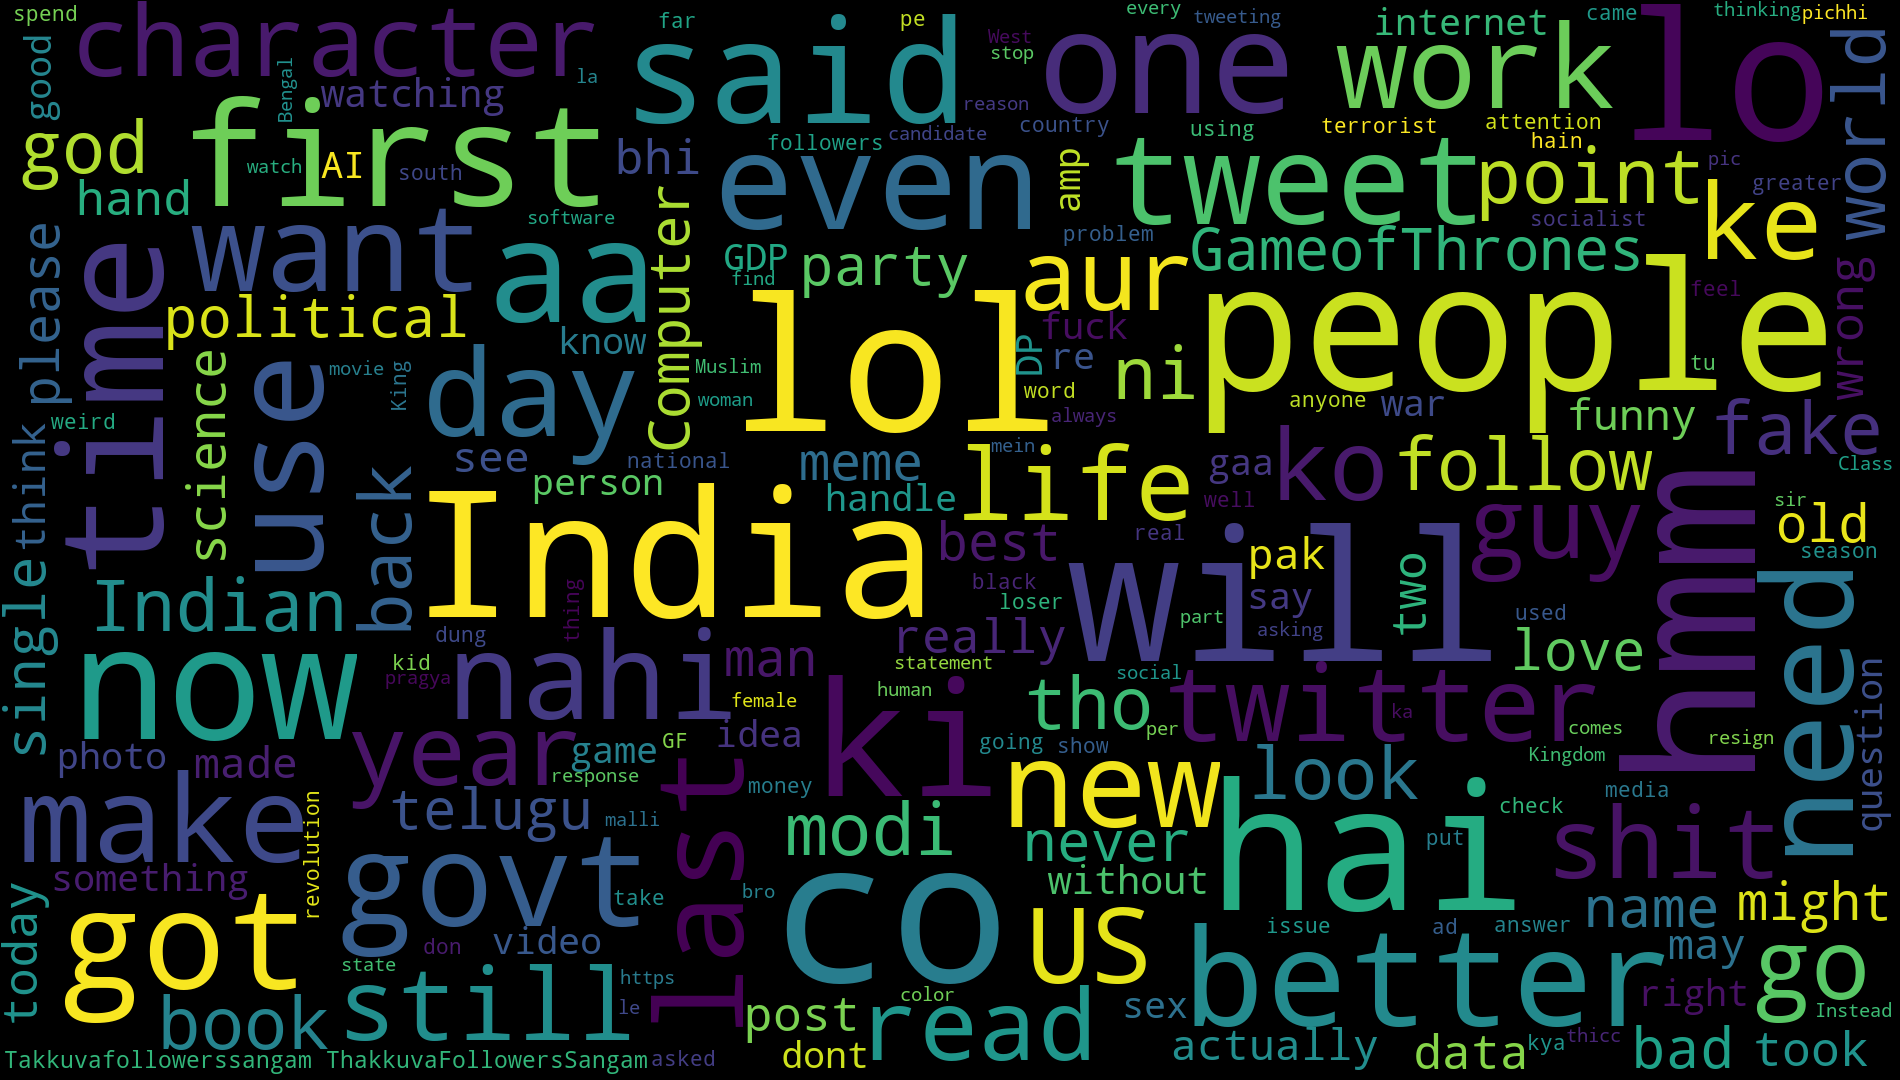 spend
character
far
said
pe
every
tweeting
one
West
stop
internet
work
came
lo
thinking
pichhi
world
good
Bengal
watching
la
reason
country
followers
candidate
using
terrorist
attention
hain
god
first
watch
AI
south
bhi
even
amp
tweet
point
pic
greater
hand
software
Computer
socialist
ke
please
time
want
aa
GDP
find
party
problem
aur
GameofThrones
people
feel
wrong
political
know
lol
fuck
DP
re
ni
tu
science
use
movie
King
day
Muslim
woman
word
always
anyone
war
funny
fake
weird
think
back
see
national
meme
mein
life
gaa
ko
follow
hmm
Class
person
handle
well
guy
sir
old
single
India
best
real
will
pak
two
season
need
Indian
thing
black
loser
say
used
dung
part
asking
now
kid
pragya
nahi
man
really
statement
social
love
question
female
human
ki
tho
twitter
ka
photo
made
year
game
GF
idea
going
show
per
comes
Kingdom
resign
response
last
money
new
look
hai
media
make
revolution
telugu
malli
modi
never
check
shit
put
something
govt
take
bro
co
without
name
might
today
got
don
video
US
issue
better
ad
answer
may
go
state
still
https
le
color
book
post
read
sex
right
Instead
Takkuvafollowerssangam ThakkuvaFollowersSangam
asked
dont
actually
data
kya
thicc
bad
took